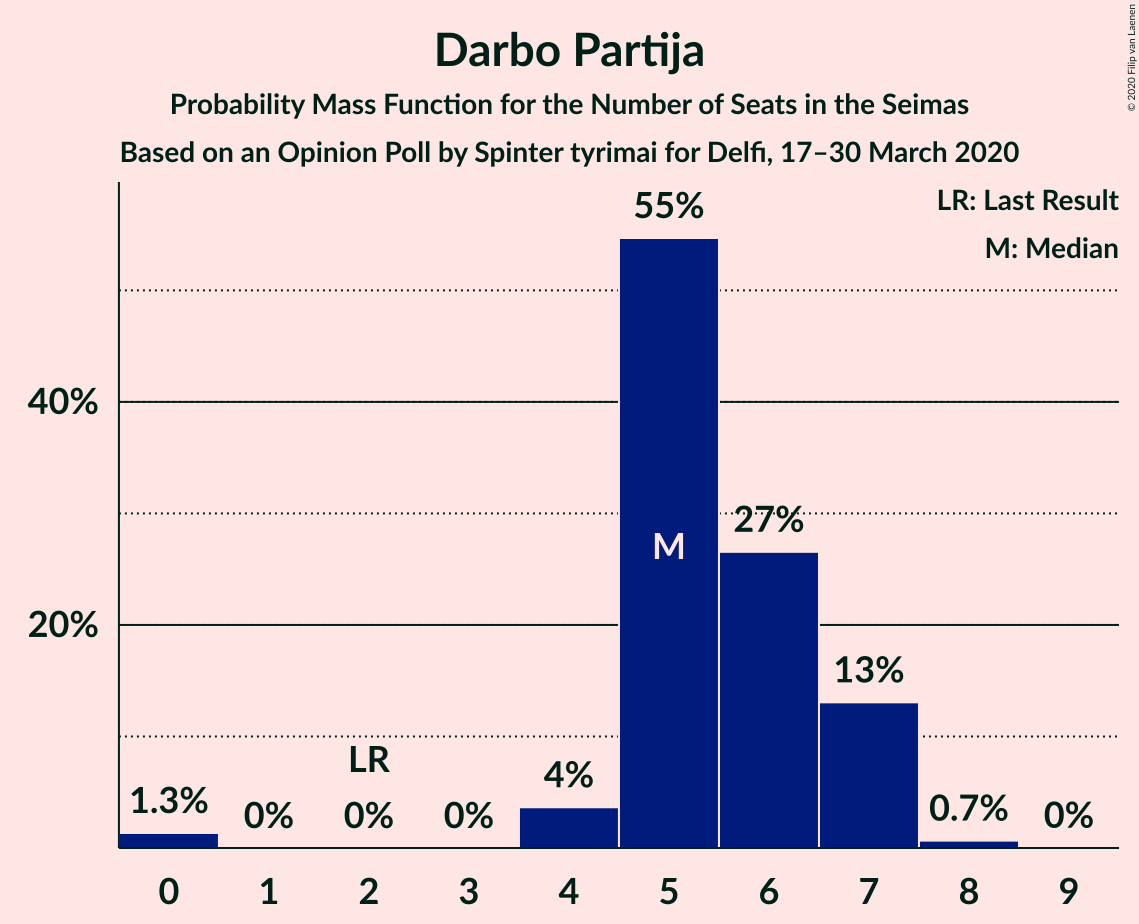 Darbo Partija
Probability Mass Function for the Number of Seats in the Seimas
Based on an Opinion Poll by Spinter tyrimai for Delfi, 17–30 March 2020
© 2020 Filip van Laenen
LR: Last Result
M: Median
55%
40%
27%
M
20%
13%
LR
4%
1.3%
0%
0%
0%
0.7%
0%
0 1 2 3 4 5 6 7 8 9